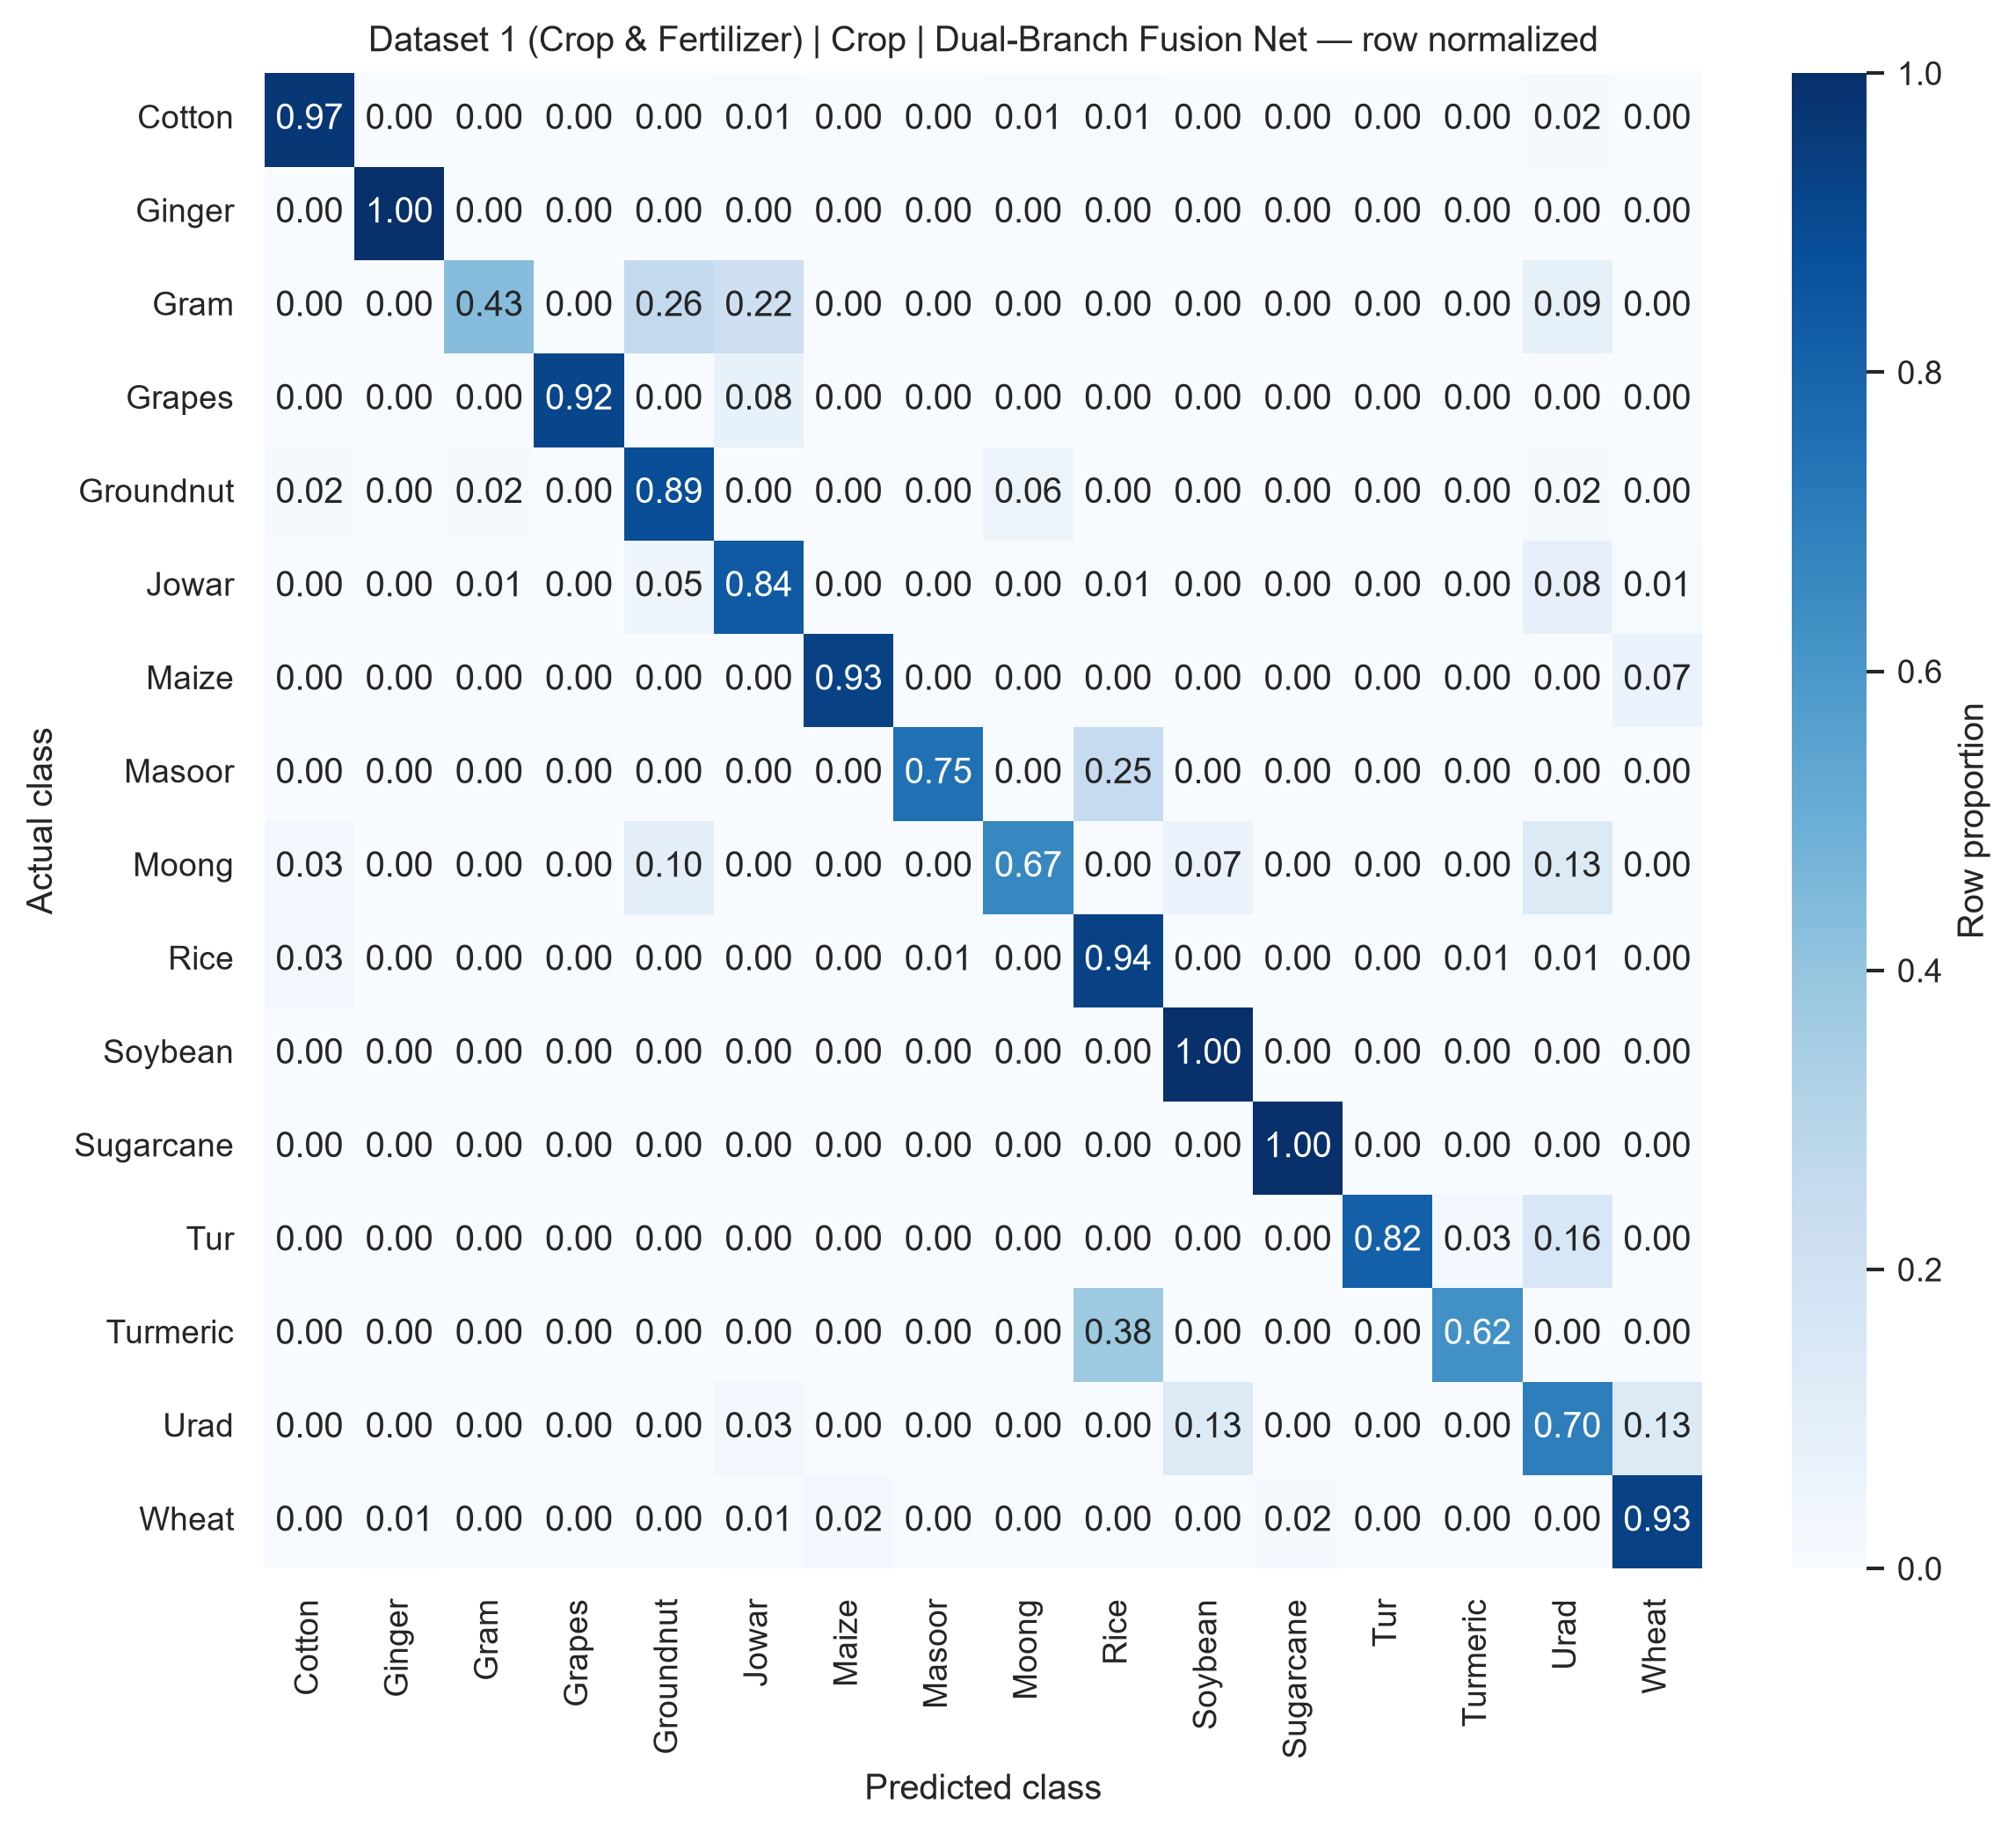 Dataset 1 (Crop & Fertilizer) | Crop | Dual-Branch Fusion Net — row normalized
Cotton 0.97 0.00 0.00 0.00 0.00 0.01 0.00 0.00 0.01 0.01 0.00 0.00 0.00 0.00 0.02 0.00
Ginger 0.00 1.00 0.00 0.00 0.00 0.00 0.00 0.00 0.00 0.00 0.00 0.00 0.00 0.00 0.00 0.00
Gram 0.00 0.00 0.43 0.00 0.26 0.22 0.00 0.00 0.00 0.00 0.00 0.00 0.00 0.00 0.09 0.00
Grapes 0.00 0.00 0.00 0.92 0.00 0.08 0.00 0.00 0.00 0.00 0.00 0.00 0.00 0.00 0.00 0.00
Groundnut 0.02 0.00 0.02 0.00 0.89 0.00 0.00 0.00 0.06 0.00 0.00 0.00 0.00 0.00 0.02 0.00
Jowar 0.00 0.00 0.01 0.00 0.05 0.84 0.00 0.00 0.00 0.01 0.00 0.00 0.00 0.00 0.08 0.01
Maize 0.00 0.00 0.00 0.00 0.00 0.00 0.93 0.00 0.00 0.00 0.00 0.00 0.00 0.00 0.00 0.07
Masoor 0.00 0.00 0.00 0.00 0.00 0.00 0.00 0.75 0.00 0.25 0.00 0.00 0.00 0.00 0.00 0.00
Moong 0.03 0.00 0.00 0.00 0.10 0.00 0.00 0.00 0.67 0.00 0.07 0.00 0.00 0.00 0.13 0.00
Rice 0.03 0.00 0.00 0.00 0.00 0.00 0.00 0.01 0.00 0.94 0.00 0.00 0.00 0.01 0.01 0.00
Soybean 0.00 0.00 0.00 0.00 0.00 0.00 0.00 0.00 0.00 0.00 1.00 0.00 0.00 0.00 0.00 0.00
Sugarcane 0.00 0.00 0.00 0.00 0.00 0.00 0.00 0.00 0.00 0.00 0.00 1.00 0.00 0.00 0.00 0.00
Tur 0.00 0.00 0.00 0.00 0.00 0.00 0.00 0.00 0.00 0.00 0.00 0.00 0.82 0.03 0.16 0.00
Turmeric 0.00 0.00 0.00 0.00 0.00 0.00 0.00 0.00 0.00 0.38 0.00 0.00 0.00 0.62 0.00 0.00
Urad 0.00 0.00 0.00 0.00 0.00 0.03 0.00 0.00 0.00 0.00 0.13 0.00 0.00 0.00 0.70 0.13
Wheat 0.00 0.01 0.00 0.00 0.00 0.01 0.02 0.00 0.00 0.00 0.00 0.02 0.00 0.00 0.00 0.93
Cotton Ginger Gram Grapes Groundnut Jowar Maize Masoor Moong Rice Soybean Sugarcane Tur Turmeric Urad Wheat
Predicted class
Actual class
1.0
0.8
0.6
0.4
0.2
0.0
Row proportion